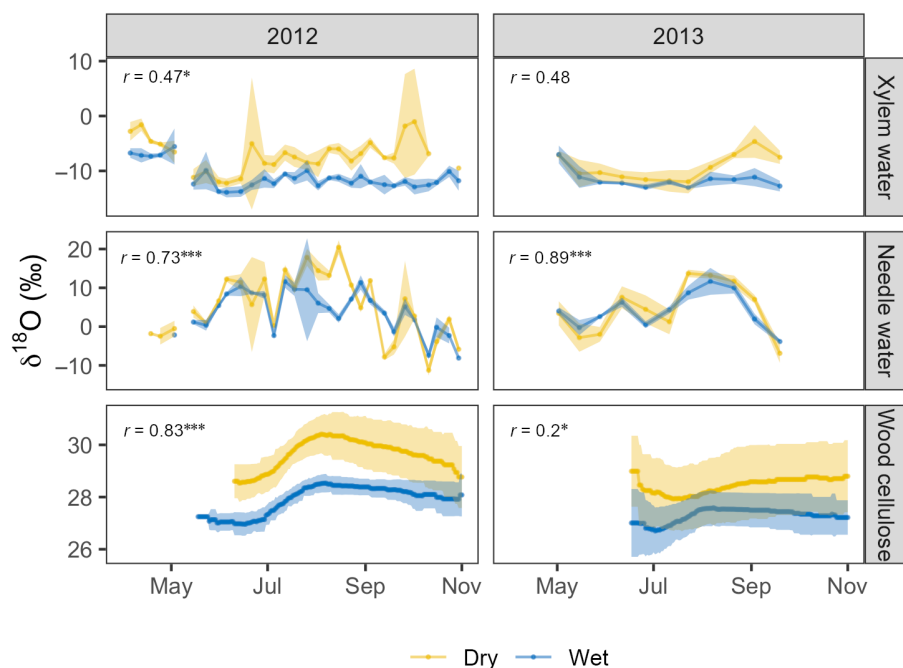 2012
2013
Xylem water
10
0
−10
r = 0.47*
r = 0.48
Needle water
20
10
0
−10
r = 0.73***
r = 0.89***
δ¹⁸O (‰)
Wood cellulose
30
28
26
r = 0.83***
r = 0.2*
May
Jul
Sep
Nov
May
Jul
Sep
Nov
Dry
Wet